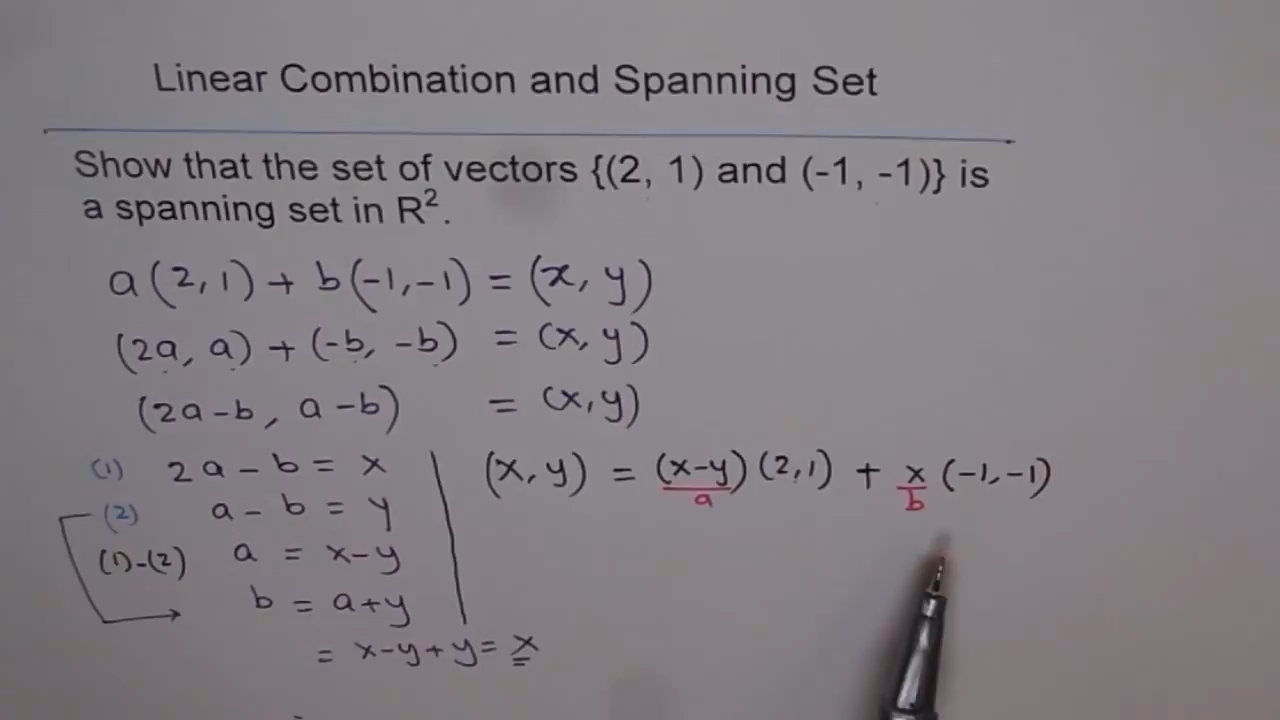 Linear Combination and Spanning Set
Show that the set of vectors {(2, 1) and (-1, -1)} is
a spanning set in R².
a(2,1) + b(-1,-1) = (x, y)
(2a, a) + (-b, -b) = (x, y)
(2a-b, a-b) = (x,y)
(1) 2a - b = x
(2) a - b = y
(1)-(2) a = x-y
b = a+y
= x-y+y = x
(x, y) = (x-y)(2,1) + x(-1,-1)
a b